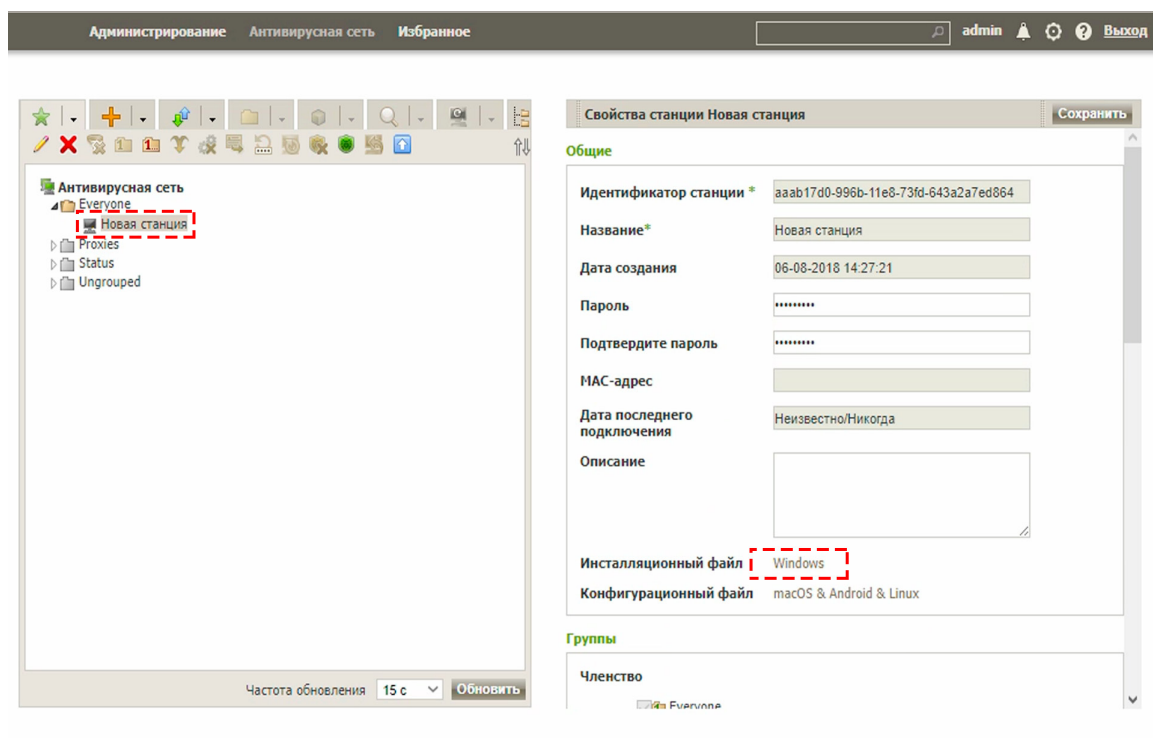 Администрирование Антивирусная сеть Избранное admin Выход
Антивирусная сеть
Everyone
Новая станция
Proxies
Status
Ungrouped
Частота обновления 15 с Обновить
Свойства станции Новая станция Сохранить
Общие
Идентификатор станции * aaab17d0-996b-11e8-73fd-643a2a7ed864
Название* Новая станция
Дата создания 06-08-2018 14:27:21
Пароль •••••••••
Подтвердите пароль •••••••••
MAC-адрес
Дата последнего
подключения Неизвестно/Никогда
Описание
Инсталляционный файл Windows
Конфигурационный файл macOS & Android & Linux
Группы
Членство
Everyone